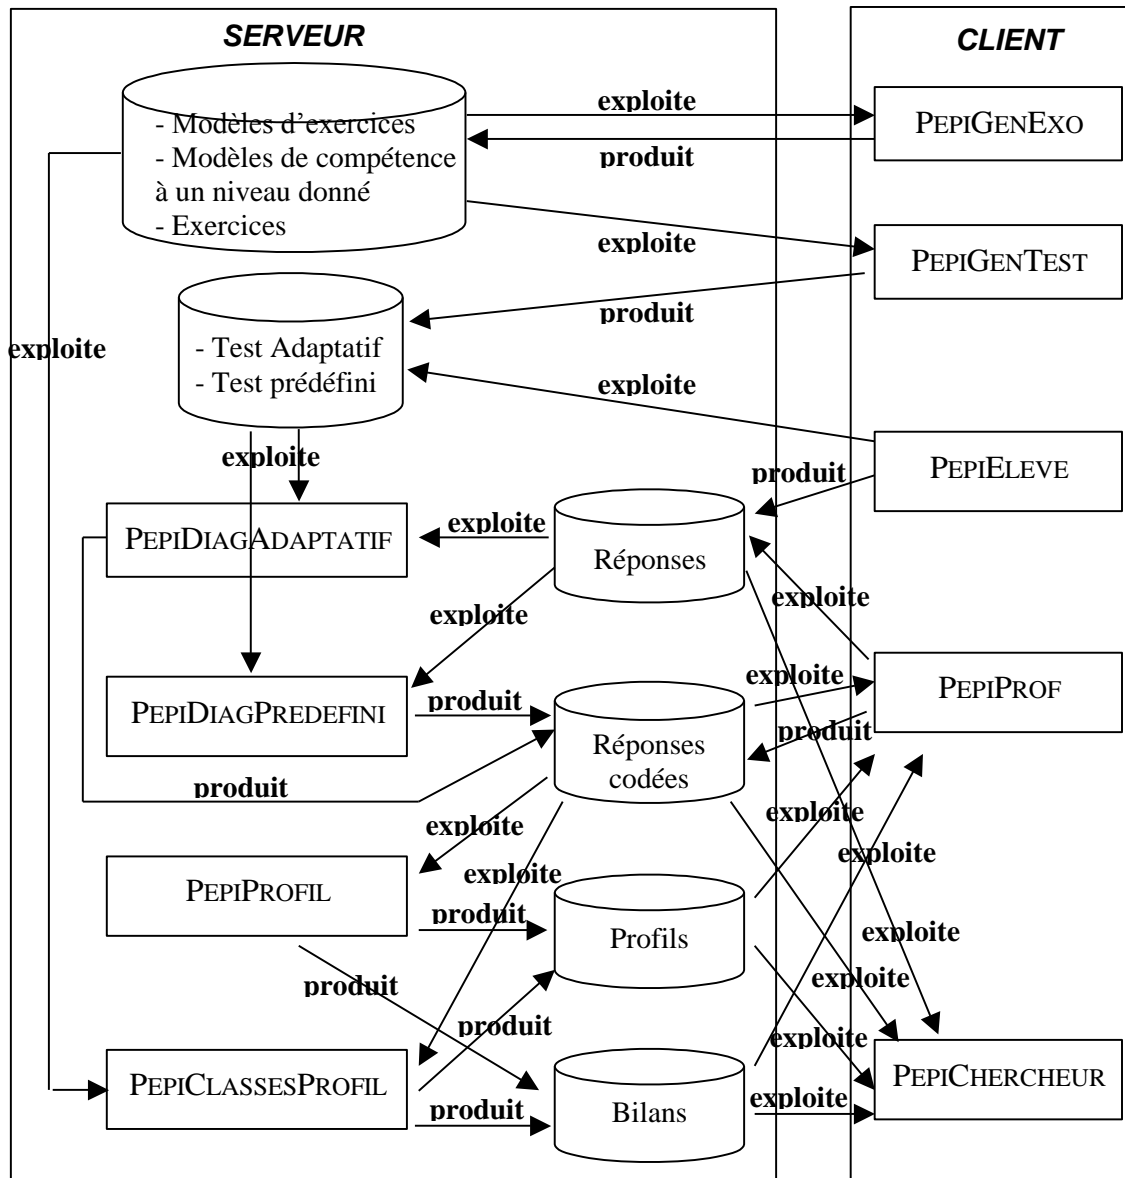 SERVEUR
CLIENT
exploite
- Modèles d'exercices
- Modèles de compétence
à un niveau donné
- Exercices
PEPIGENEXO
produit
exploite
PEPIGENTEST
produit
exploite
- Test Adaptatif
- Test prédéfini
exploite
exploite
PEPIELEVE
produit
PEPIDIAGADAPTATIF
exploite
Réponses
exploite
exploite
PEPIDIAGPREDEFINI
produit
Réponses
codées
exploite
PEPIPROF
produit
produit
exploite
exploite
exploite
exploite
PEPIPROFIL
produit
Profils
exploite
produit
produit
exploite
exploite
PEPICLASSESPROFIL
produit
Bilans
exploite
PEPICHERCHEUR